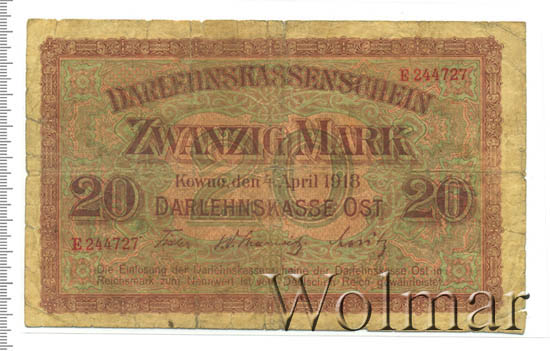 DARLEHNSKASSENSCHEIN
E 244727
ZWANZIG MARK
20
Kowno, den 4. April 1918
20 DARLEHNSKASSE OST 20
E 244727
Die Einlösung der Darlehnskassenscheine der Darlehnskasse Ost in
Reichsmark zum Nennwert ist vom Deutschen Reich gewährleistet.
Wolmar